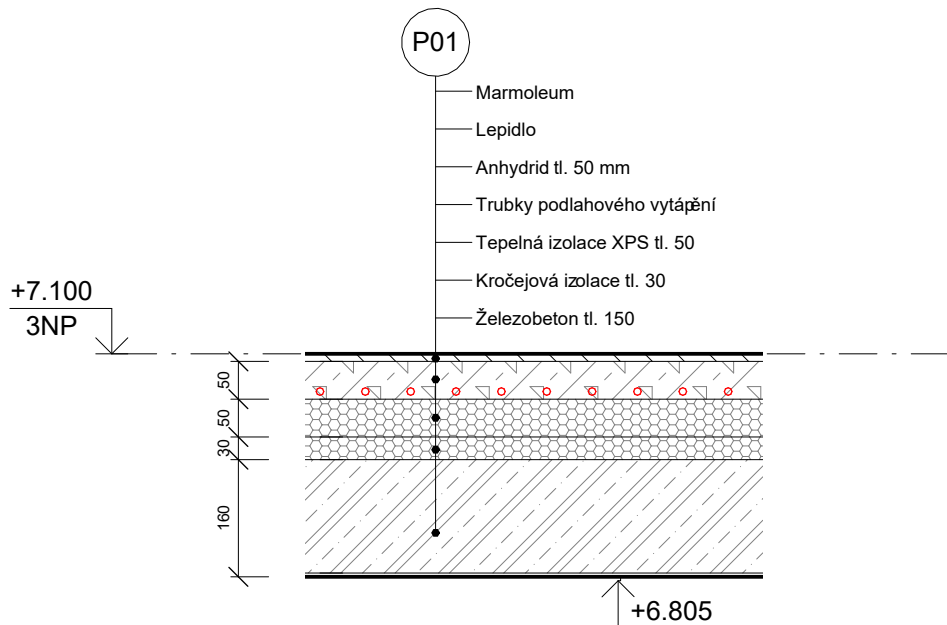 P01
Marmoleum
Lepidlo
Anhydrid tl. 50 mm
Trubky podlahového vytápění
Tepelná izolace XPS tl. 50
Kročejová izolace tl. 30
Železobeton tl. 150
+7.100
3NP
50
50
30
160
+6.805